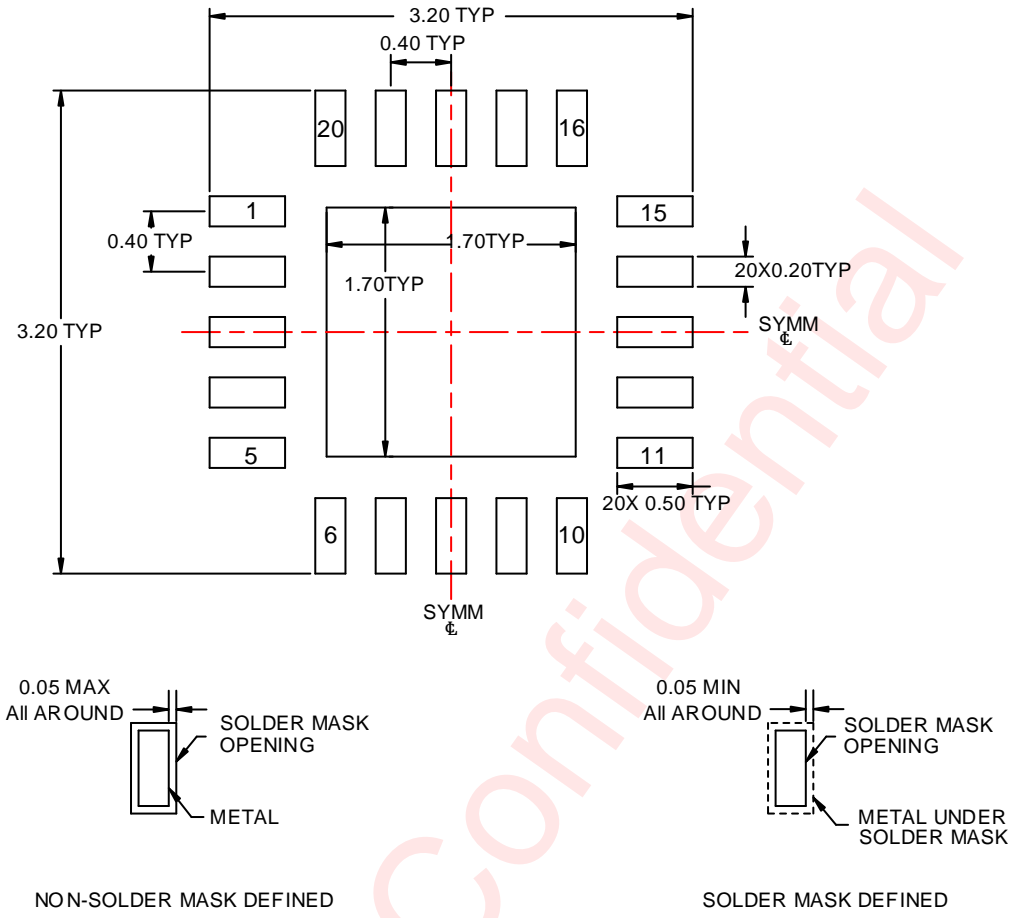 3.20 TYP
0.40 TYP
20
16
1
15
0.40 TYP
1.70TYP
20X0.20TYP
1.70TYP
3.20 TYP
SYMM
℄
5
11
20X 0.50 TYP
6
10
SYMM
℄
0.05 MAX
All AROUND
SOLDER MASK
OPENING
METAL
0.05 MIN
All AROUND
SOLDER MASK
OPENING
METAL UNDER
SOLDER MASK
NON-SOLDER MASK DEFINED
SOLDER MASK DEFINED
Confidential